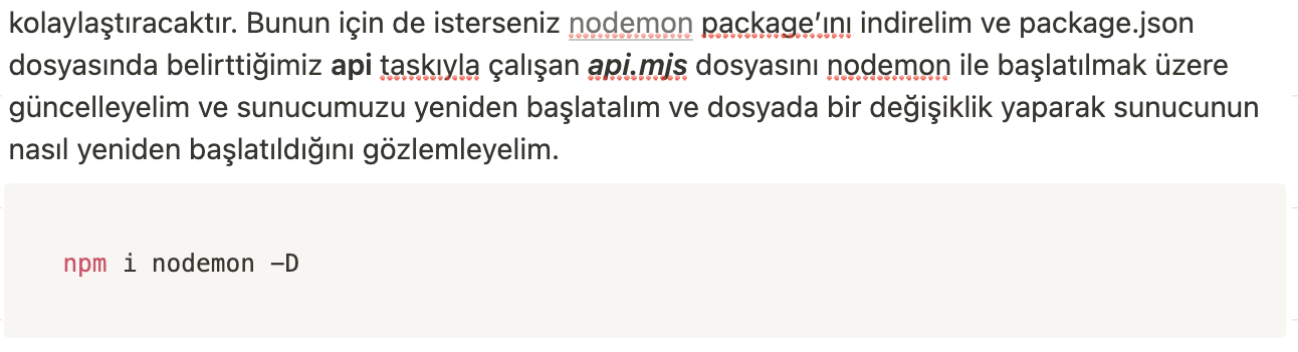 kolaylaştıracaktır. Bunun için de isterseniz nodemon package’ını indirelim ve package.json
dosyasında belirttiğimiz api taskıyla çalışan api.mjs dosyasını nodemon ile başlatılmak üzere
güncelleyelim ve sunucumuzu yeniden başlatalım ve dosyada bir değişiklik yaparak sunucunun
nasıl yeniden başlatıldığını gözlemleyelim.
npm i nodemon –D